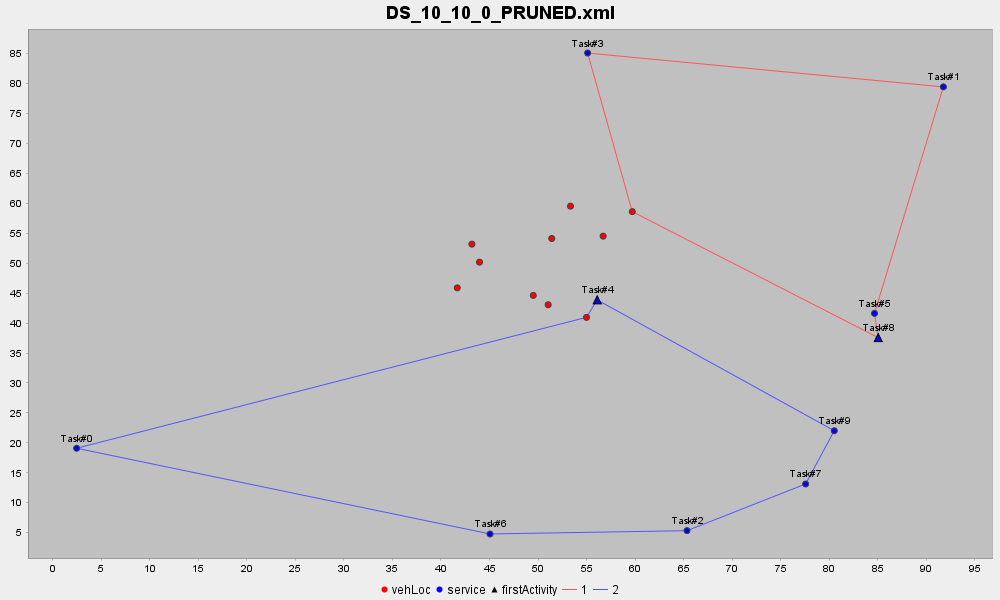 DS_10_10_0_PRUNED.xml
85
80
75
70
65
60
55
50
45
40
35
30
25
20
15
10
5
Task#3
Task#1
Task#4
Task#5
Task#8
Task#9
Task#0
Task#7
Task#6
Task#2
0 5 10 15 20 25 30 35 40 45 50 55 60 65 70 75 80 85 90 95
vehLoc service firstActivity 1 2